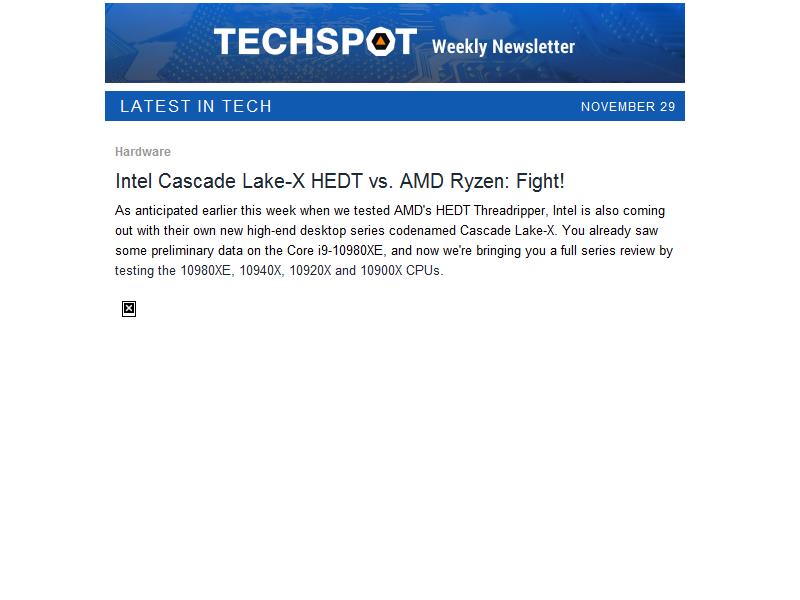 TECHSPOT Weekly Newsletter
LATEST IN TECH NOVEMBER 29
Hardware
Intel Cascade Lake-X HEDT vs. AMD Ryzen: Fight!
As anticipated earlier this week when we tested AMD's HEDT Threadripper, Intel is also coming
out with their own new high-end desktop series codenamed Cascade Lake-X. You already saw
some preliminary data on the Core i9-10980XE, and now we're bringing you a full series review by
testing the 10980XE, 10940X, 10920X and 10900X CPUs.